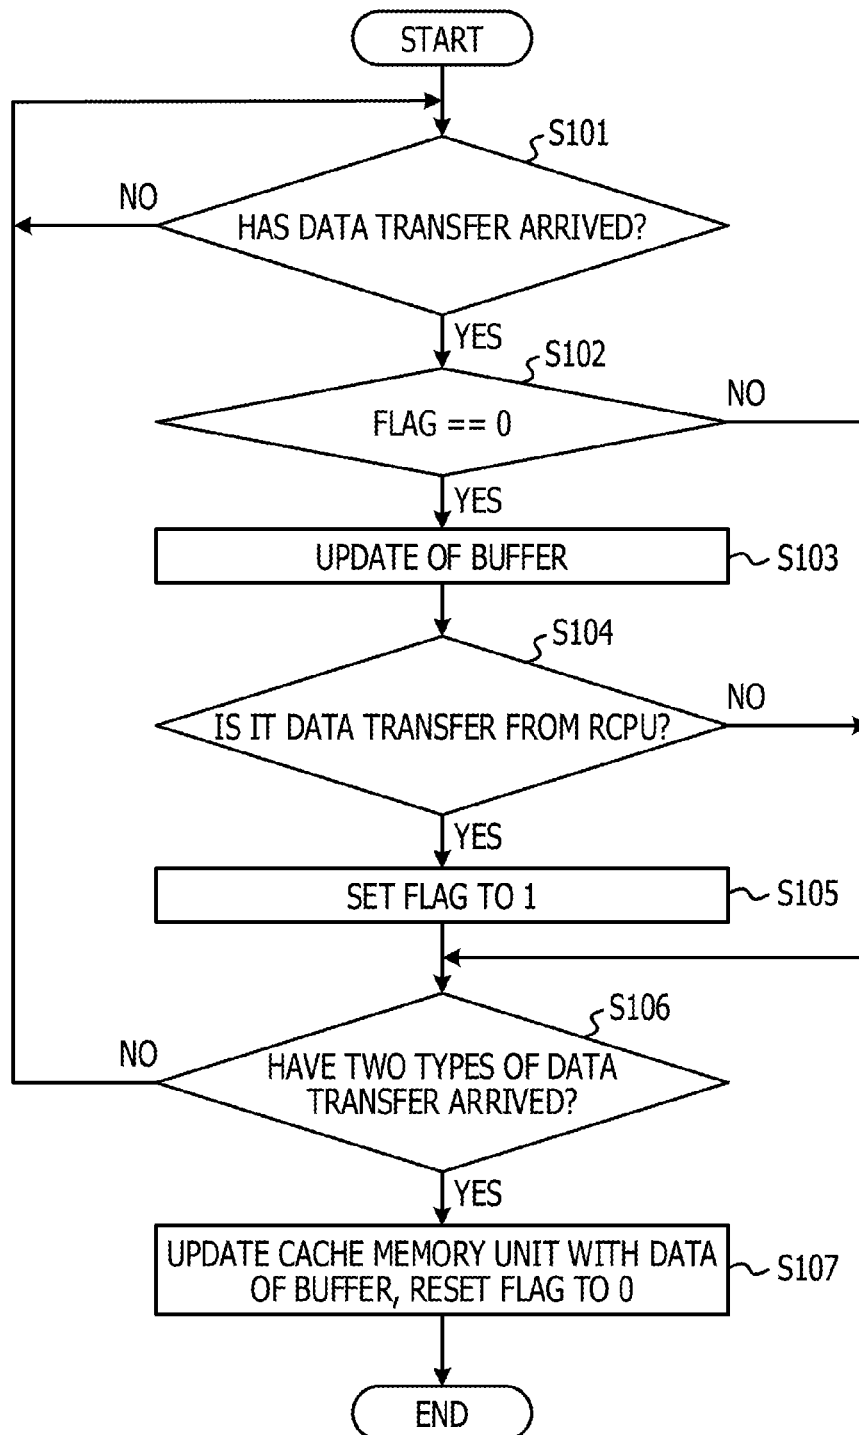 START
S101
NO
HAS DATA TRANSFER ARRIVED?
YES
S102
NO
FLAG == 0
YES
UPDATE OF BUFFER
S103
S104
NO
IS IT DATA TRANSFER FROM RCPU?
YES
SET FLAG TO 1
S105
S106
NO
HAVE TWO TYPES OF DATA
TRANSFER ARRIVED?
YES
UPDATE CACHE MEMORY UNIT WITH DATA
OF BUFFER, RESET FLAG TO 0
S107
END